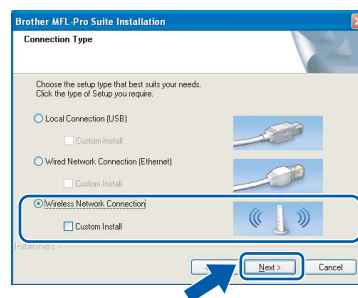 Brother MFL-Pro Suite Installation
Connection Type
Choose the setup type that best suits your needs.
Click the type of Setup you require.
Local Connection (USB)
Custom Install
Wired Network Connection (Ethernet)
Custom Install
Wireless Network Connection
Custom Install
InstallShield
Next >
Cancel